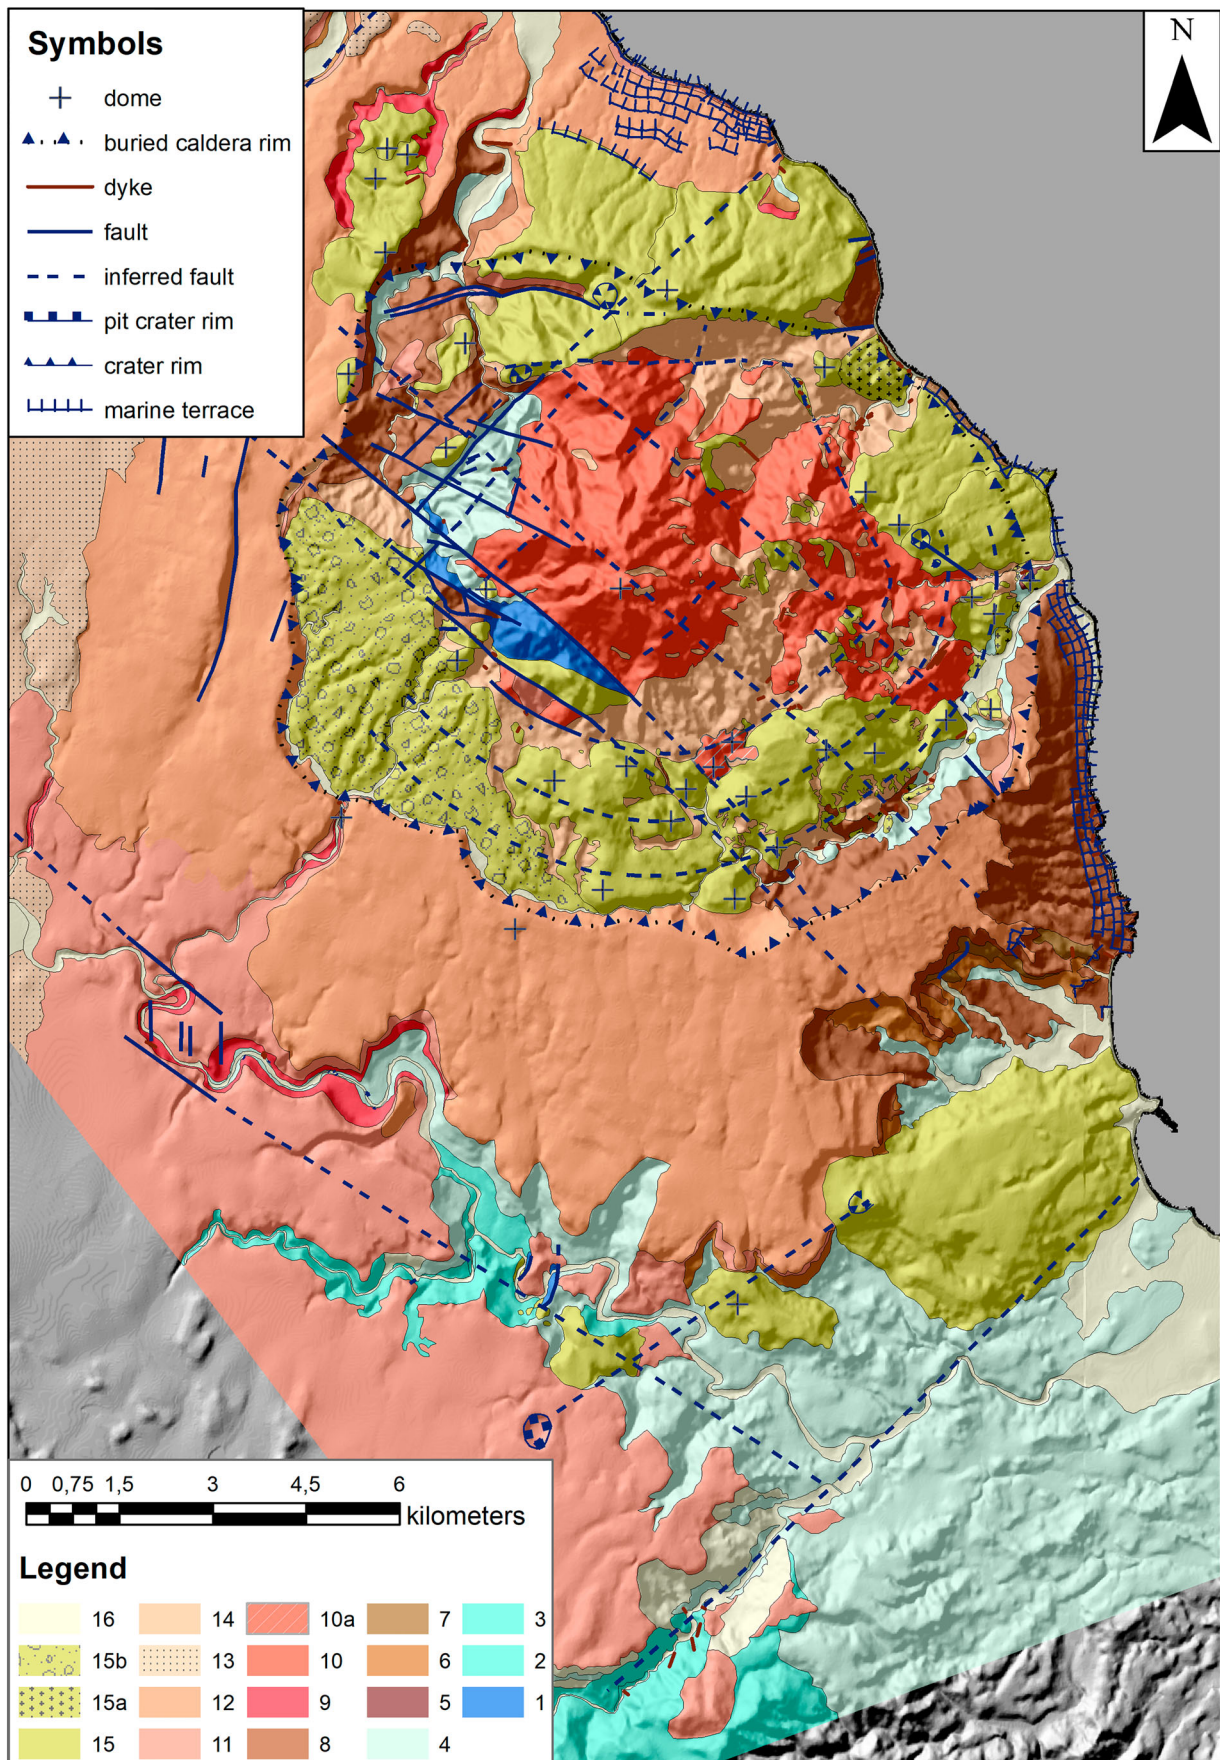 Symbols
dome
buried caldera rim
dyke
fault
inferred fault
pit crater rim
crater rim
marine terrace
N
0 0,75 1,5 3 4,5 6
kilometers
Legend
16 14 10a 7 3
15b 13 10 6 2
15a 12 9 5 1
15 11 8 4